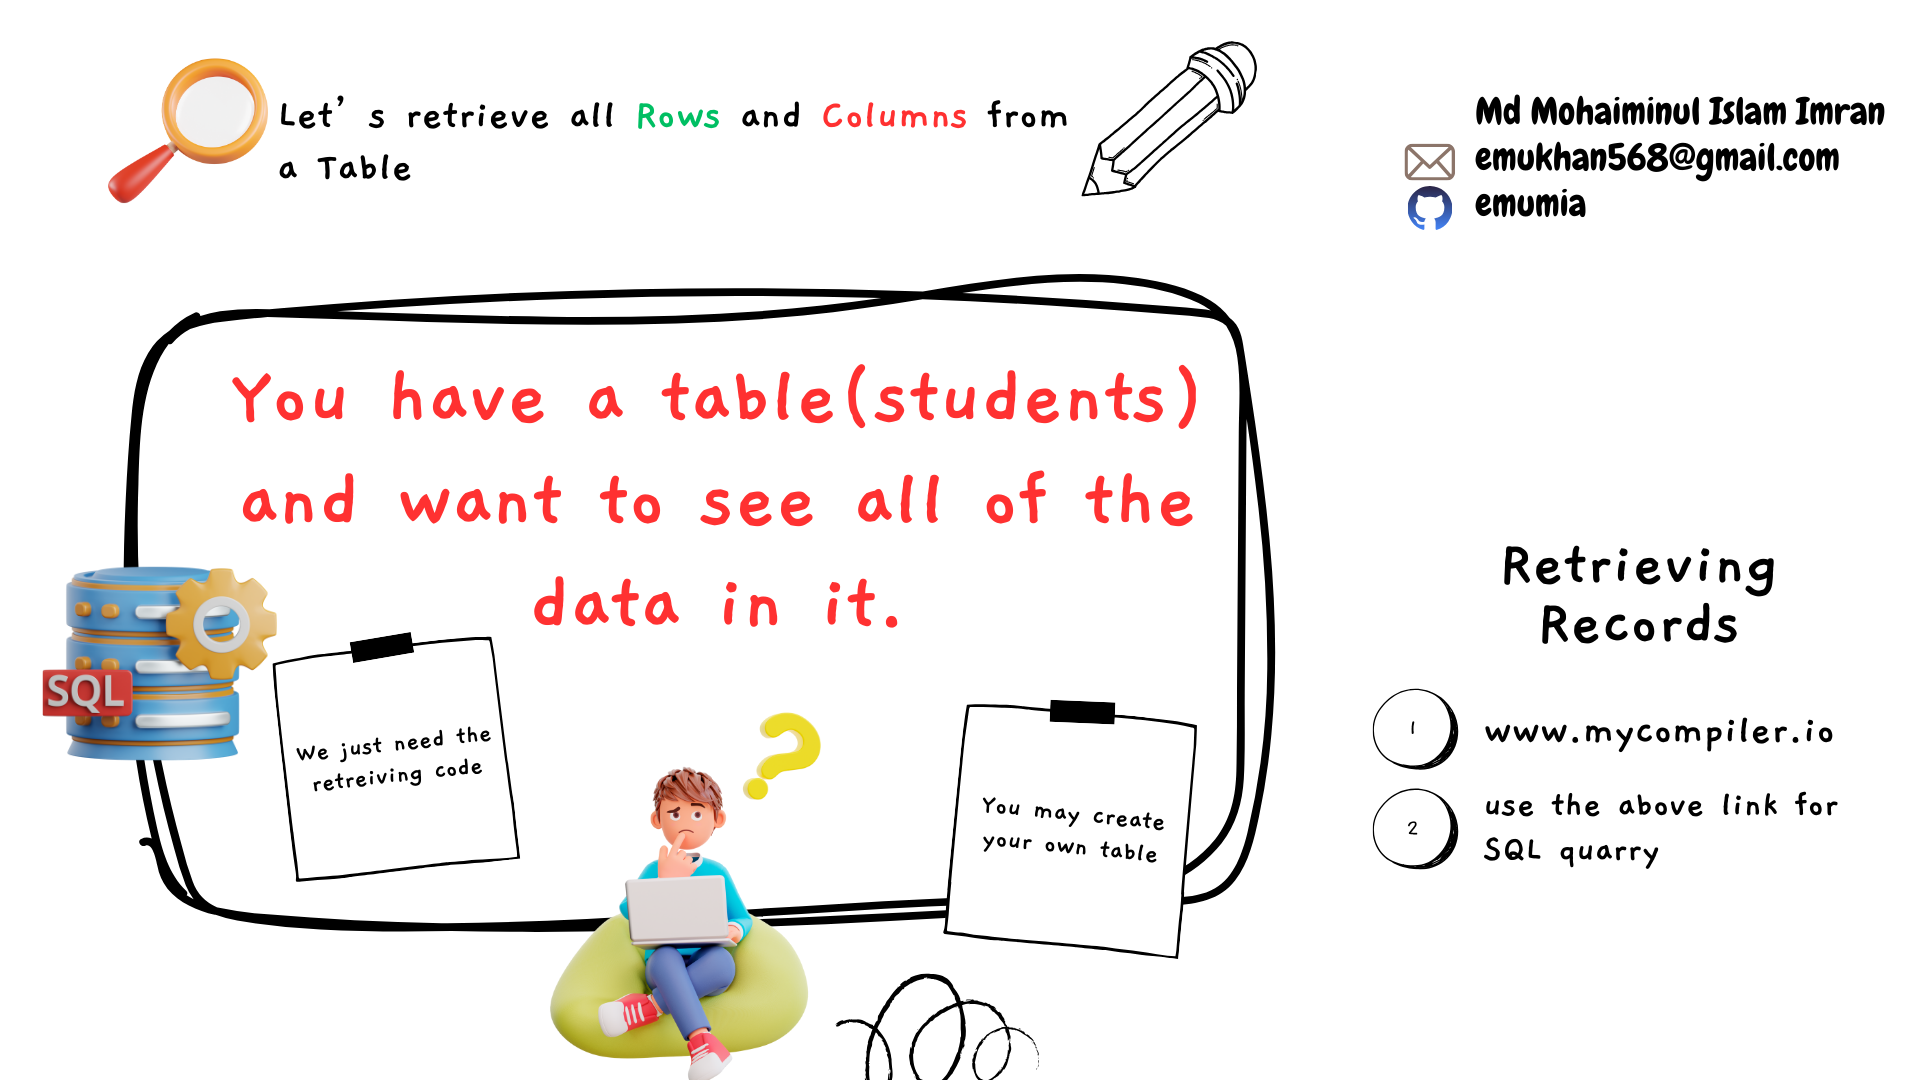 Let's retrieve all Rows and Columns from
a Table
Md Mohaiminul Islam Imran
emukhan568@gmail.com
emumia
You have a table(students)
and want to see all of the
data in it.
SQL
We just need the
retreiving code
You may create
your own table
Retrieving
Records
1
www.mycompiler.io
2
use the above link for
SQL quarry